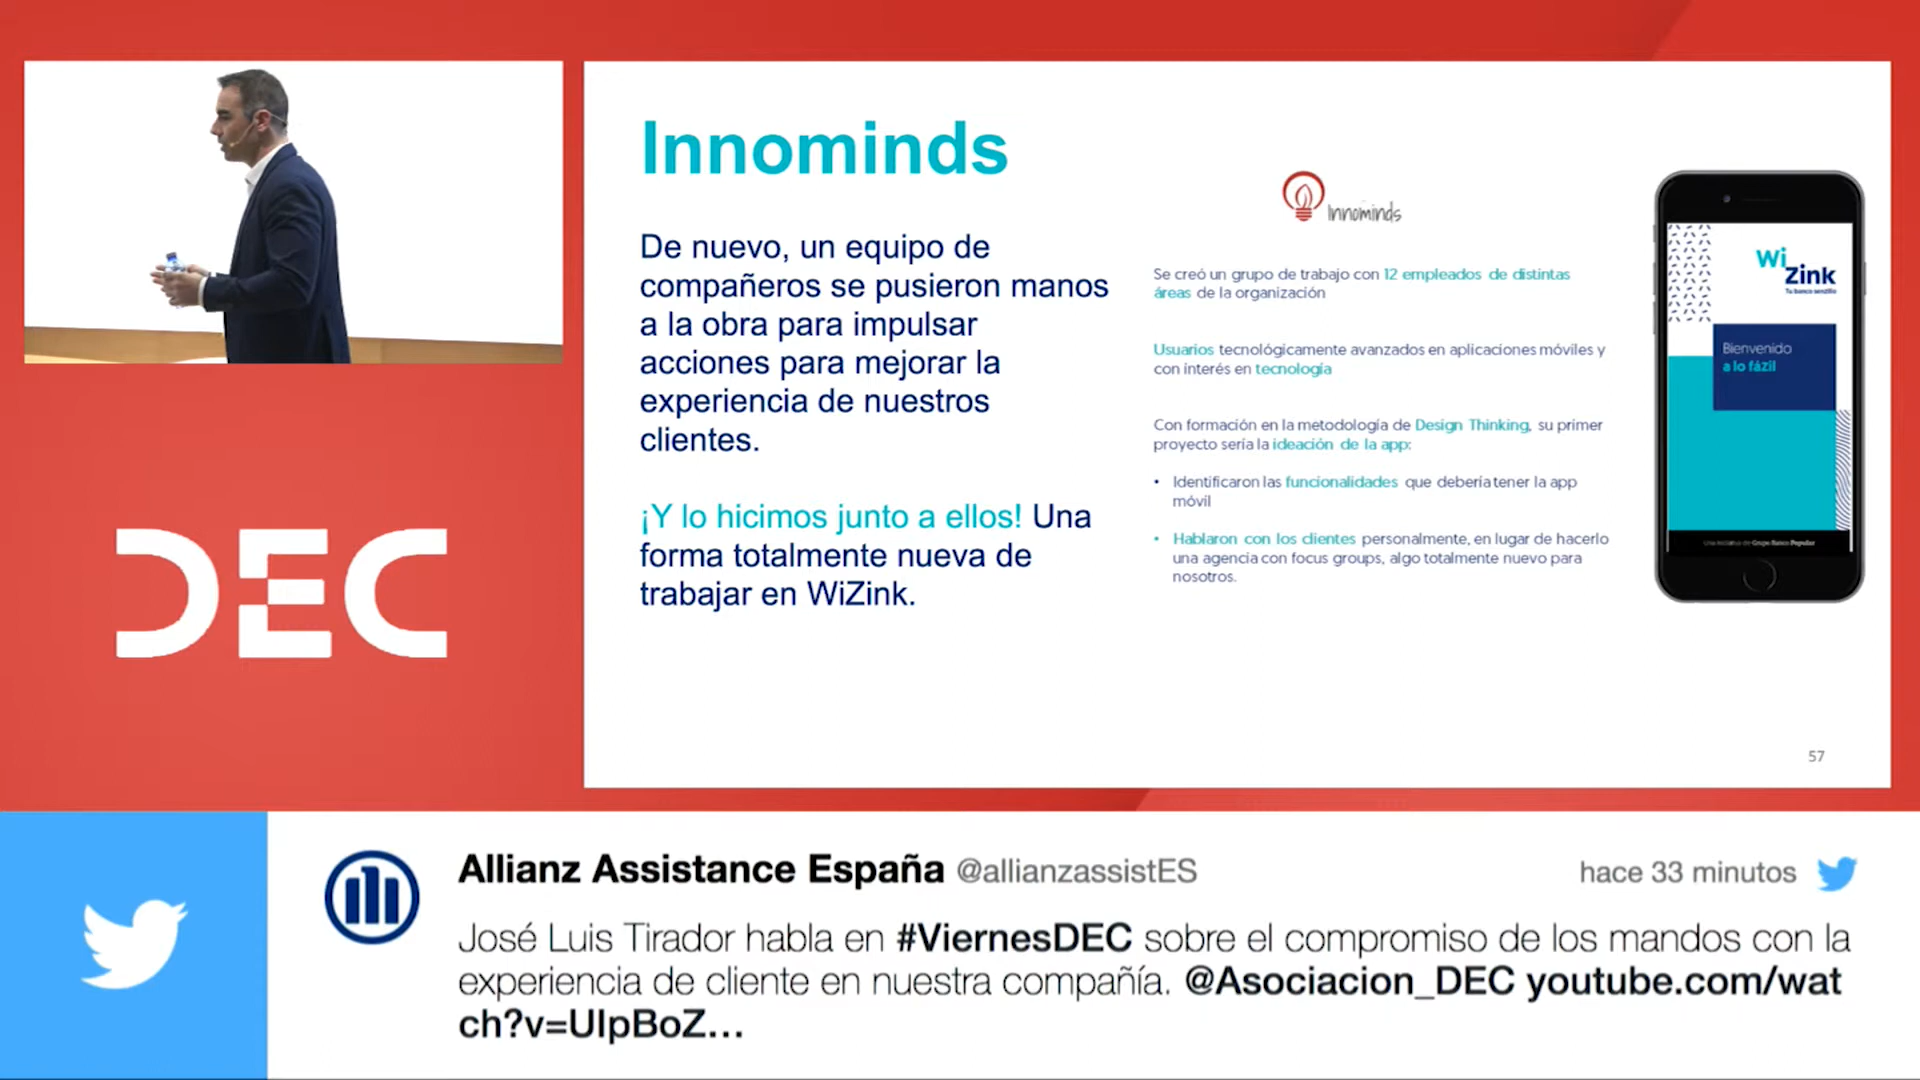 Innominds
De nuevo, un equipo de
compañeros se pusieron manos
a la obra para impulsar
acciones para mejorar la
experiencia de nuestros
clientes.
¡Y lo hicimos junto a ellos! Una
forma totalmente nueva de
trabajar en WiZink.
Innominds
Se creó un grupo de trabajo con 12 empleados de distintas
áreas de la organización
Usuarios tecnológicamente avanzados en aplicaciones móviles y
con interés en tecnología
Con formación en la metodología de Design Thinking, su primer
proyecto sería la ideación de la app:
• Identificaron las funcionalidades que debería tener la app
móvil
• Hablaron con los clientes personalmente, en lugar de hacerlo
una agencia con focus groups, algo totalmente nuevo para
nosotros.
Wi
Zink
Tu banco senzillo
Bienvenido
a lo fázil
Una iniciativa de Grupo Banco Popular
57
DEC
Allianz Assistance España @allianzassistES hace 33 minutos
José Luis Tirador habla en #ViernesDEC sobre el compromiso de los mandos con la
experiencia de cliente en nuestra compañía. @Asociacion_DEC youtube.com/wat
ch?v=UIpBoZ…